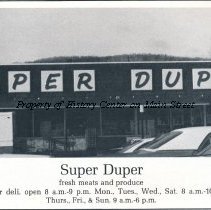 PER DUP
Property of History Center on Main Street
Super Duper
fresh meats and produce
r deli. open 8 a.m.-9 p.m. Mon., Tues., Wed., Sat. 8 a.m.-10
Thurs., Fri., & Sun. 9 a.m.-6 p.m.